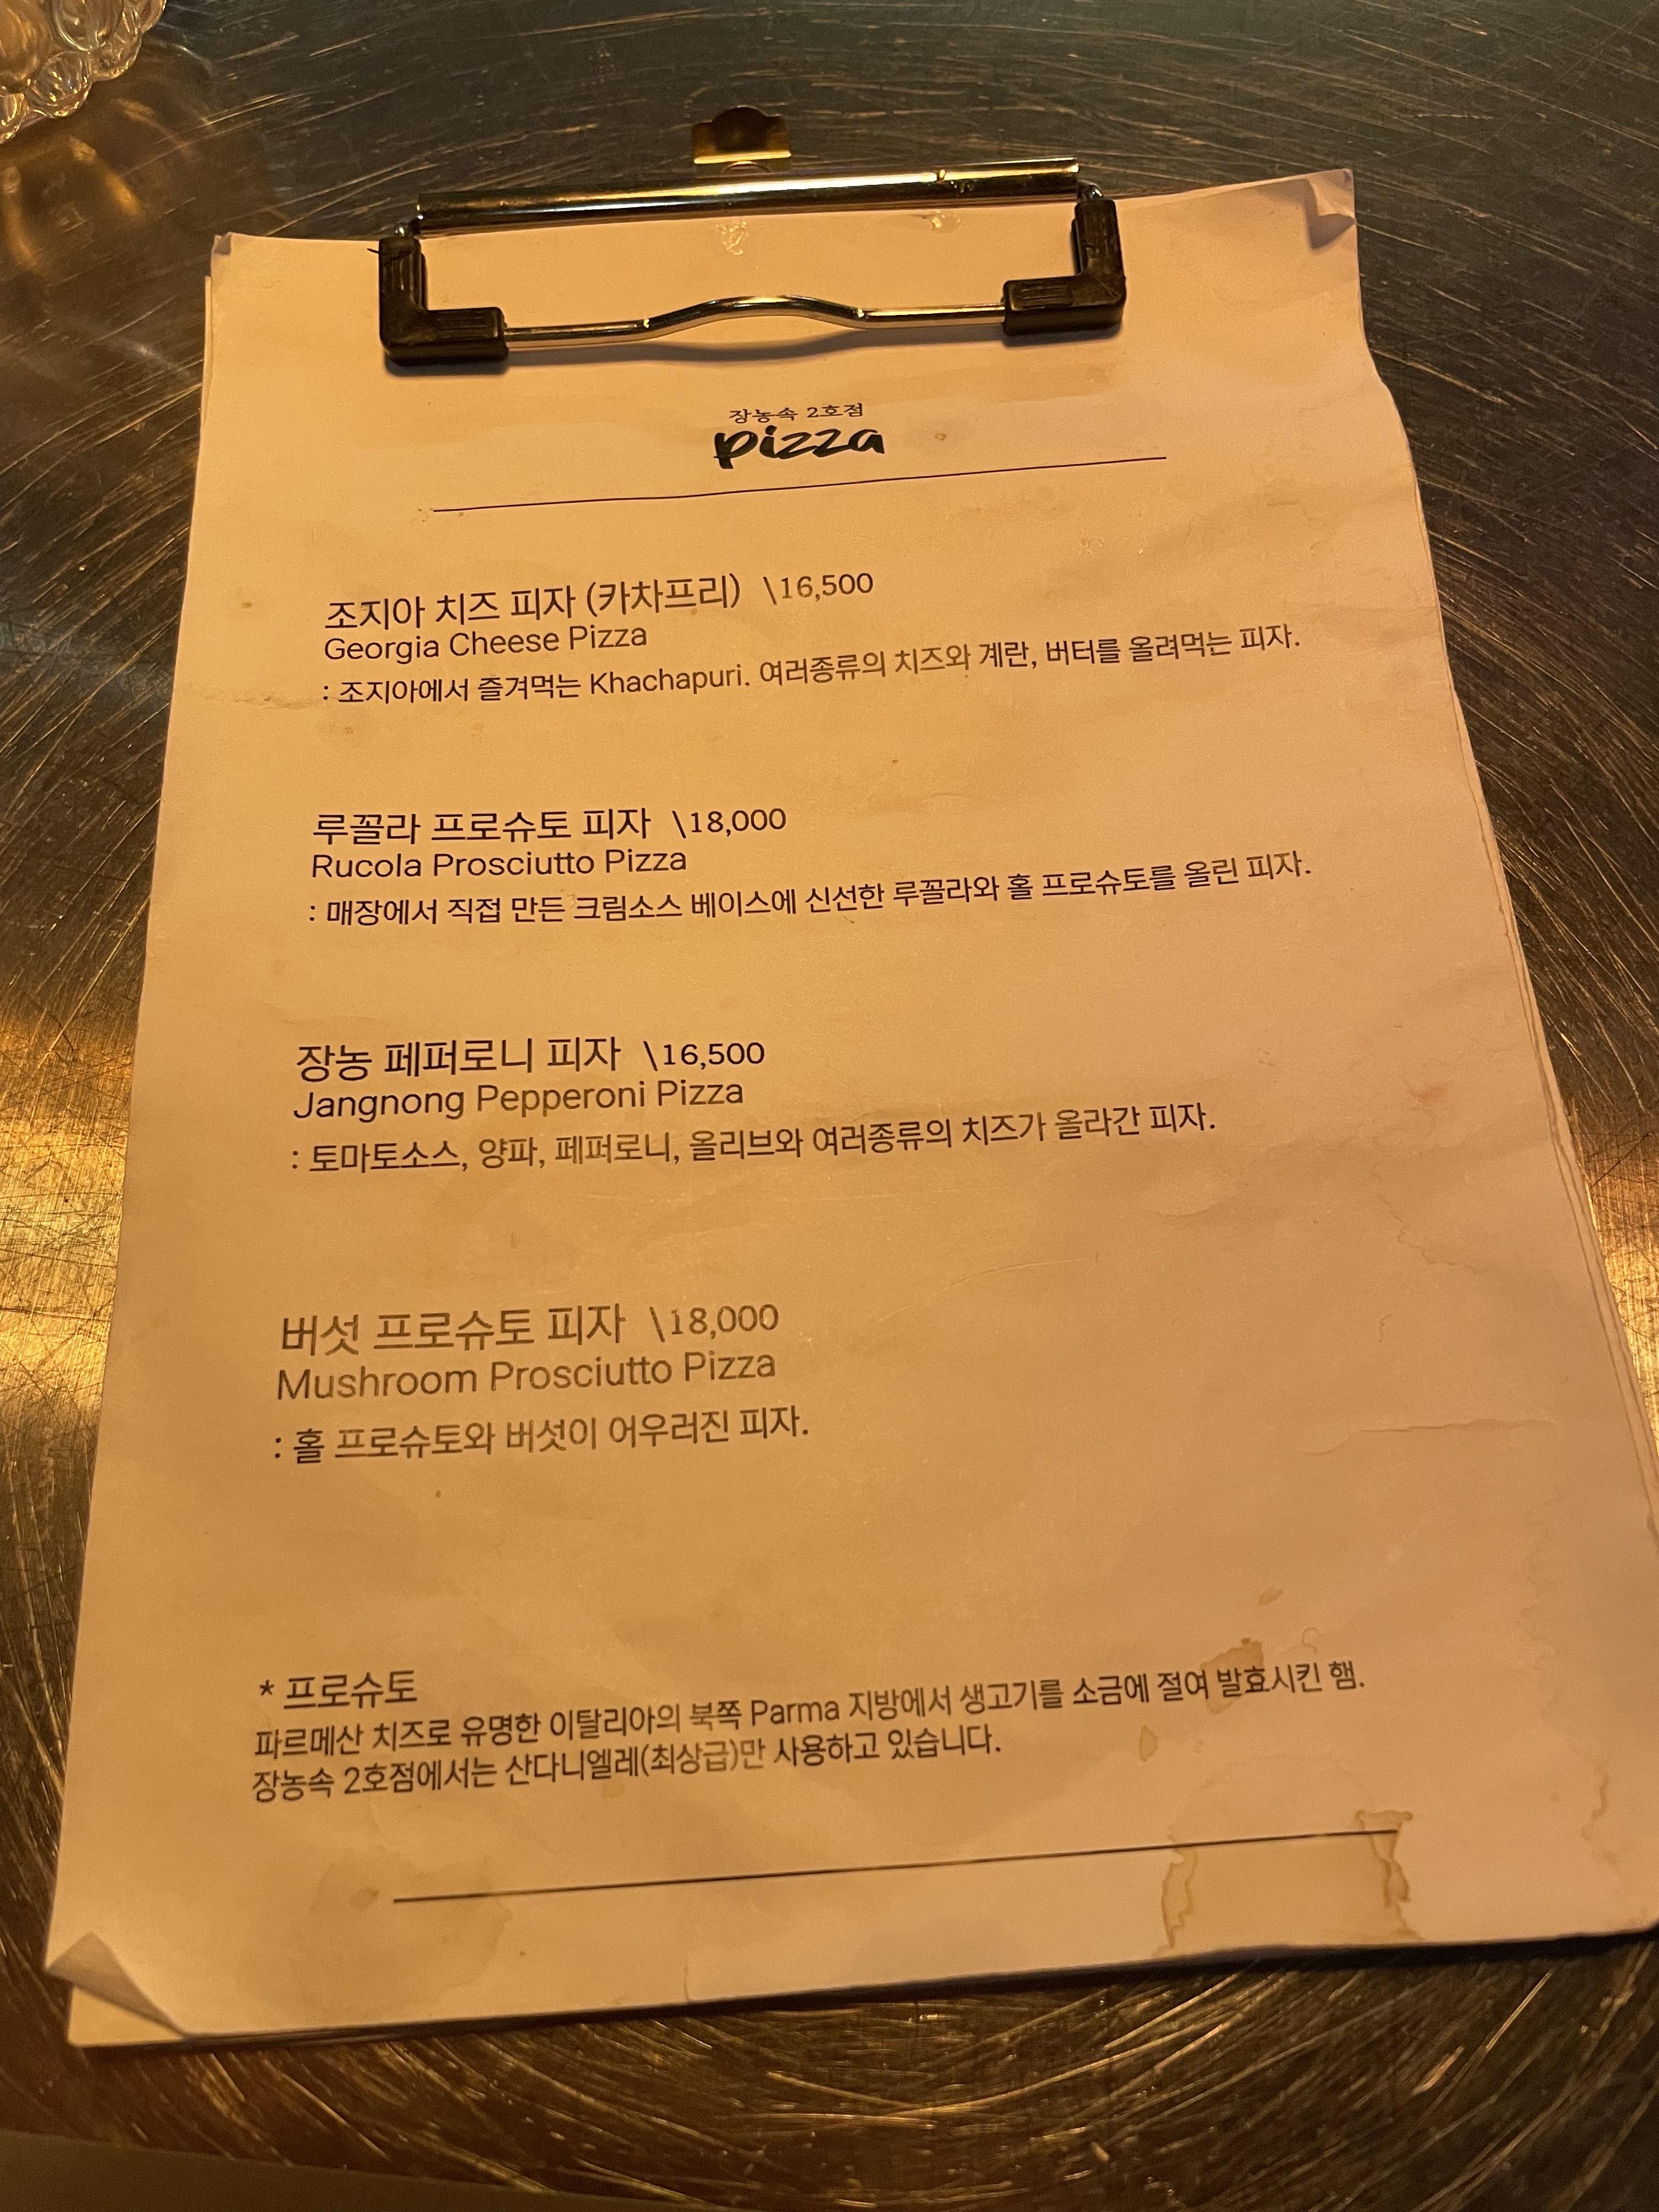 장농속 2호점
pizza
조지아 치즈 피자 (카차프리) \16,500
Georgia Cheese Pizza
: 조지아에서 즐겨먹는 Khachapuri. 여러종류의 치즈와 계란, 버터를 올려먹는 피자.
루꼴라 프로슈토 피자 \18,000
Rucola Prosciutto Pizza
: 매장에서 직접 만든 크림소스 베이스에 신선한 루꼴라와 홀 프로슈토를 올린 피자.
장농 페퍼로니 피자 \16,500
Jangnong Pepperoni Pizza
: 토마토소스, 양파, 페퍼로니, 올리브와 여러종류의 치즈가 올라간 피자.
버섯 프로슈토 피자 \18,000
Mushroom Prosciutto Pizza
: 홀 프로슈토와 버섯이 어우러진 피자.
* 프로슈토
파르메산 치즈로 유명한 이탈리아의 북쪽 Parma 지방에서 생고기를 소금에 절여 발효시킨 햄.
장농속 2호점에서는 산다니엘레(최상급)만 사용하고 있습니다.